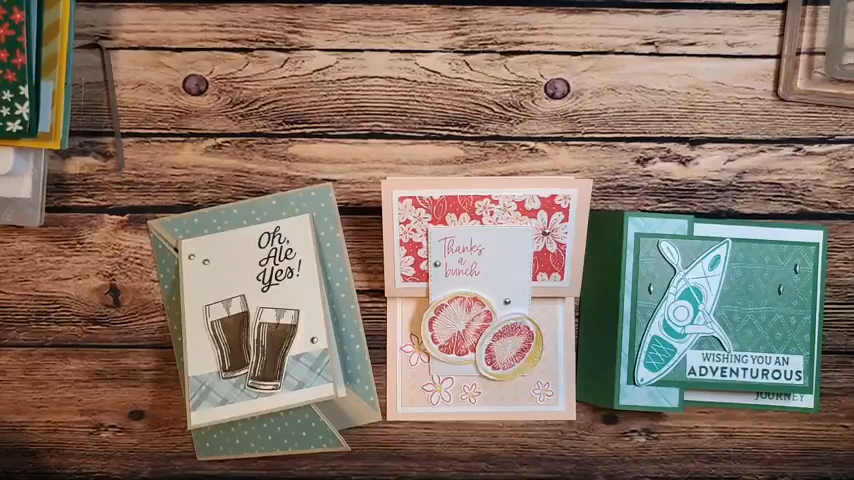 Oh,
Ale
Yes!
Thanks
a
bunch
WISHING YOU AN
ADVENTUROUS
JOURNEY